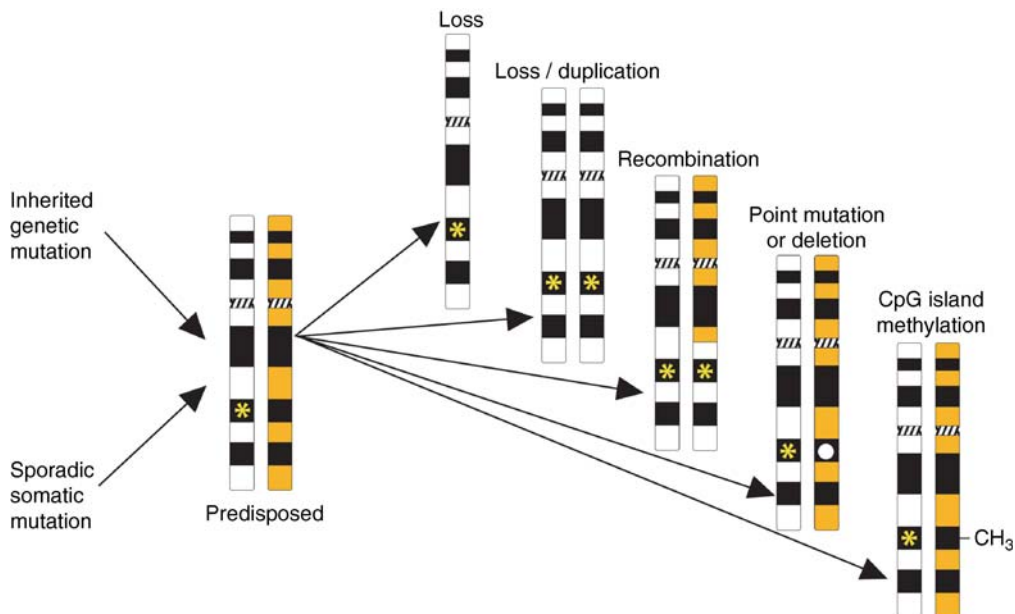 Loss
Loss / duplication
Recombination
Inherited
genetic
mutation
Point mutation
or deletion
CpG island
methylation
Sporadic
somatic
mutation
Predisposed
CH₃